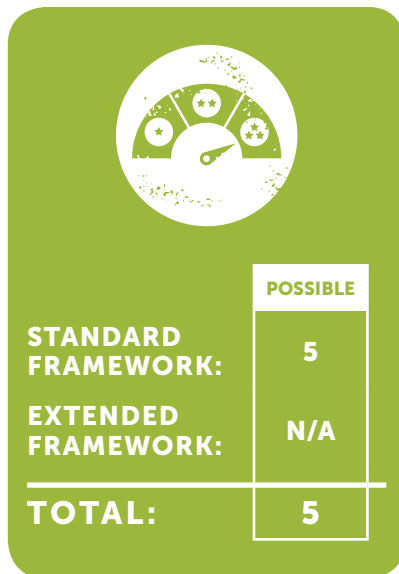 POSSIBLE
STANDARD
FRAMEWORK:
5
EXTENDED
FRAMEWORK:
N/A
TOTAL:
5